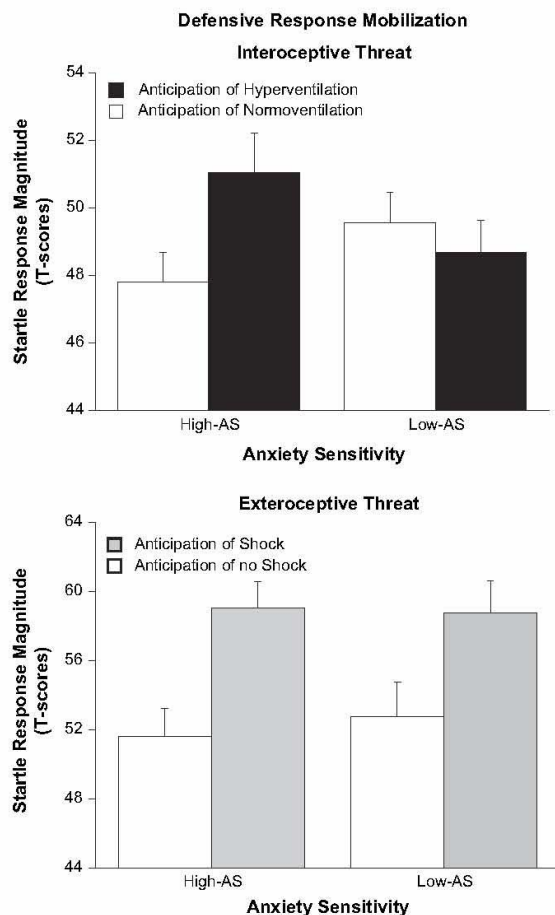 Defensive Response Mobilization
Interoceptive Threat
54
Anticipation of Hyperventilation
Anticipation of Normoventilation
52
50
48
46
44
Startle Response Magnitude
(T-scores)
High-AS
Low-AS
Anxiety Sensitivity
Exteroceptive Threat
64
Anticipation of Shock
Anticipation of no Shock
60
56
52
48
44
Startle Response Magnitude
(T-scores)
High-AS
Low-AS
Anxiety Sensitivity